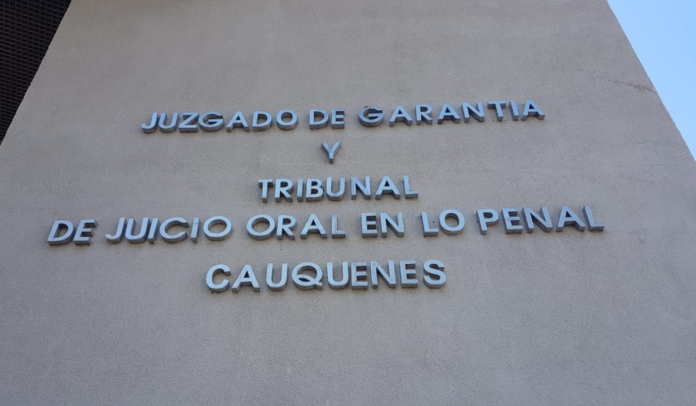 JUZGADO DE GARANTIA
Y
TRIBUNAL
DE JUICIO ORAL EN LO PENAL
CAUQUENES